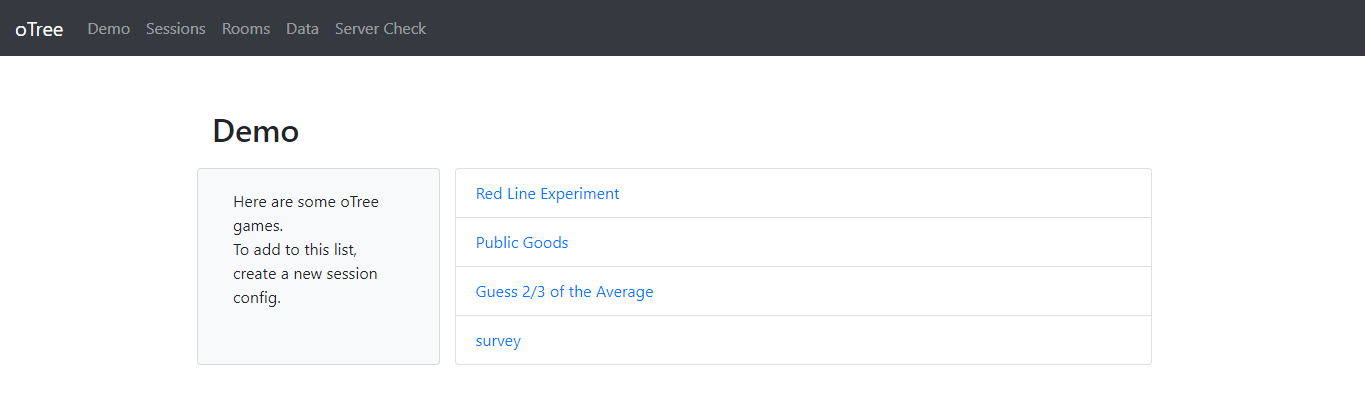 oTree Demo Sessions Rooms Data Server Check
Demo
Here are some oTree
games.
To add to this list,
create a new session
config.
Red Line Experiment
Public Goods
Guess 2/3 of the Average
survey